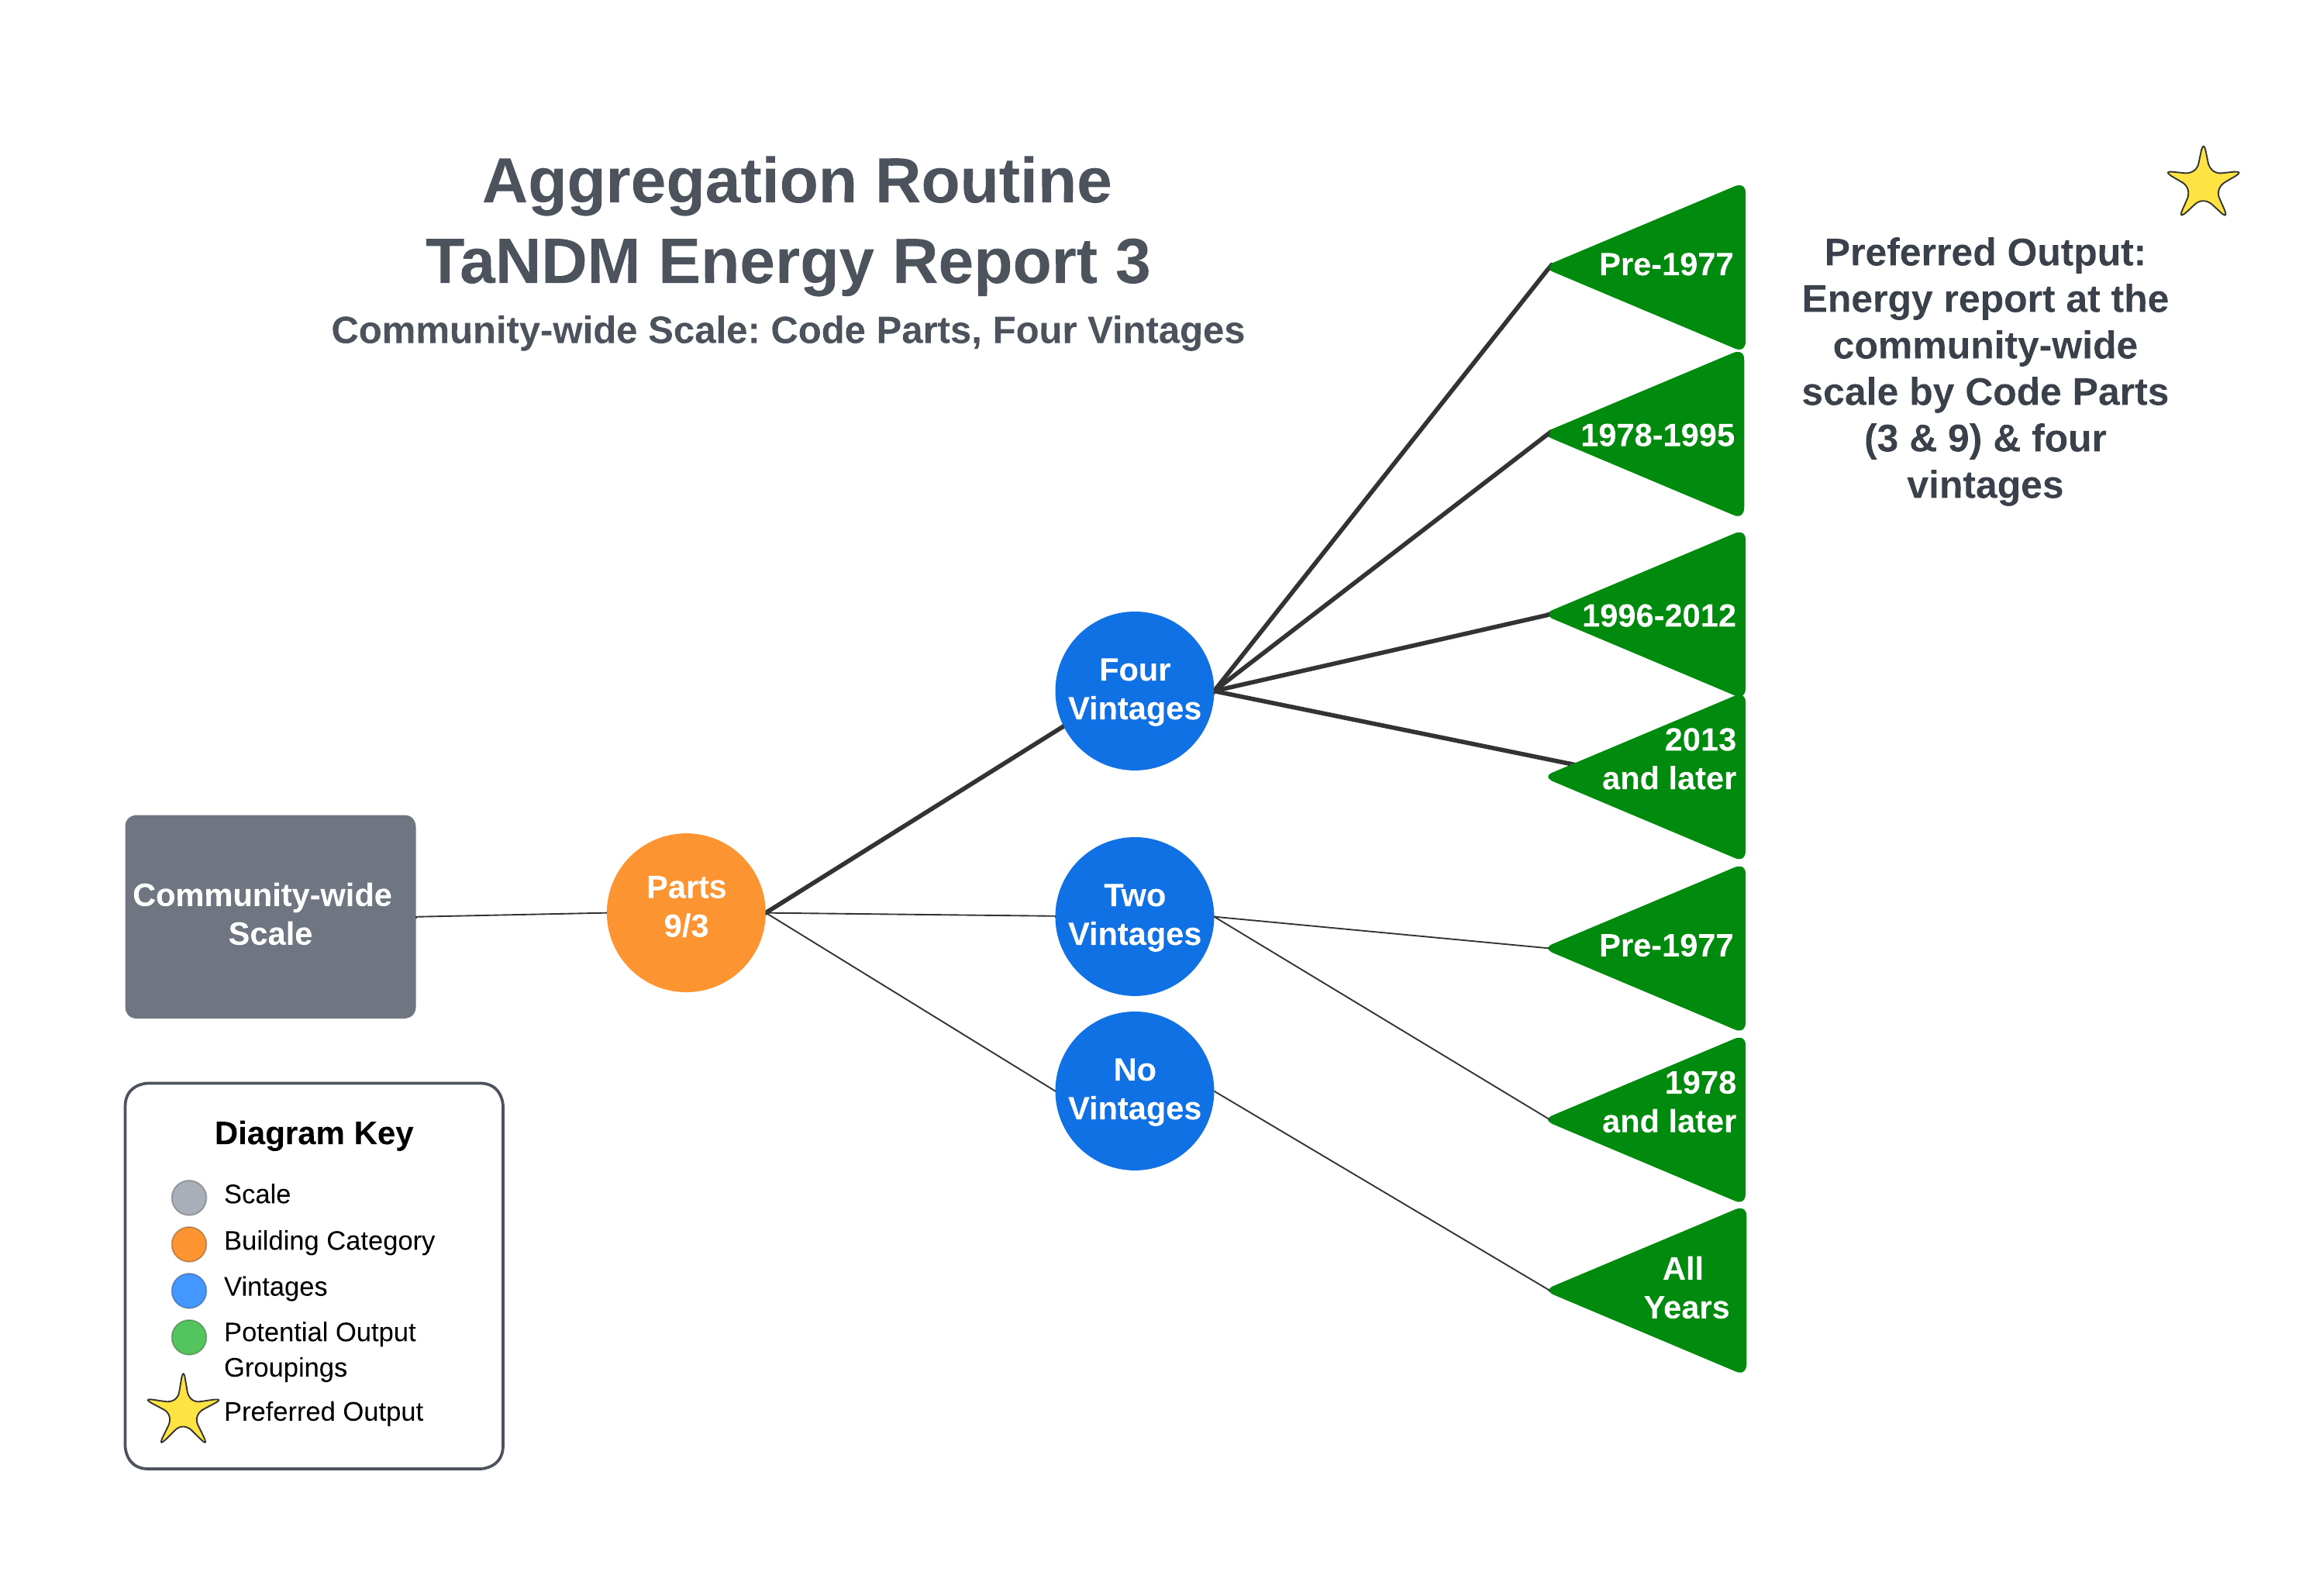 Aggregation Routine
TaNDM Energy Report 3
Community-wide Scale: Code Parts, Four Vintages
Preferred Output:
Energy report at the
community-wide
scale by Code Parts
(3 & 9) & four
vintages
Pre-1977
1978-1995
1996-2012
2013
and later
Four
Vintages
Community-wide
Scale
Parts
9/3
Two
Vintages
Pre-1977
No
Vintages
1978
and later
All
Years
Diagram Key
Scale
Building Category
Vintages
Potential Output
Groupings
Preferred Output